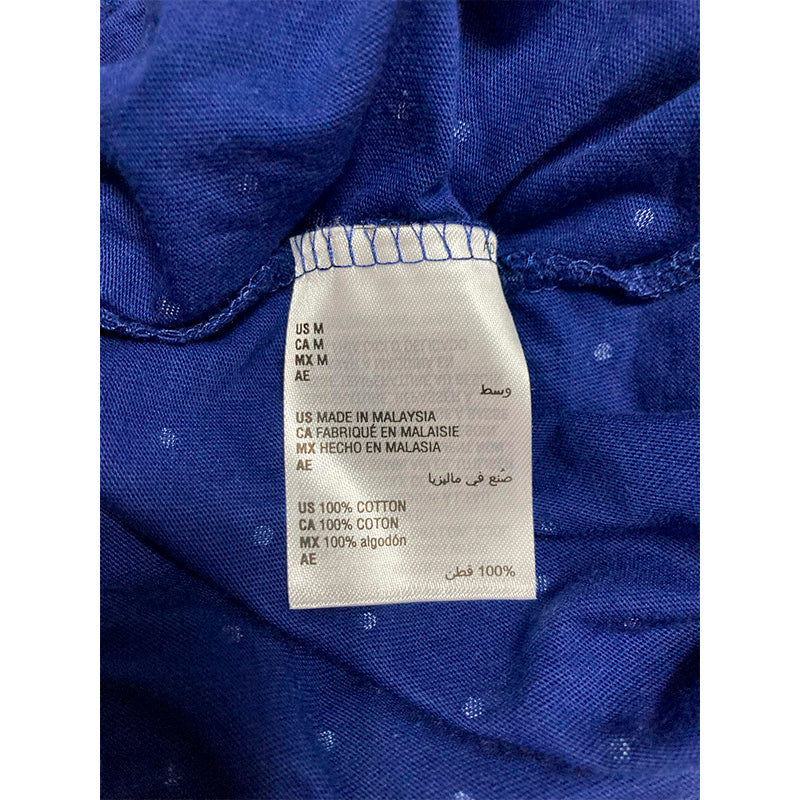 US M
CA M
MX M
AE
وسط
US MADE IN MALAYSIA
CA FABRIQUÉ EN MALAISIE
MX HECHO EN MALASIA
AE
صُنع في ماليزيا
US 100% COTTON
CA 100% COTON
MX 100% algodón
AE
100% قطن